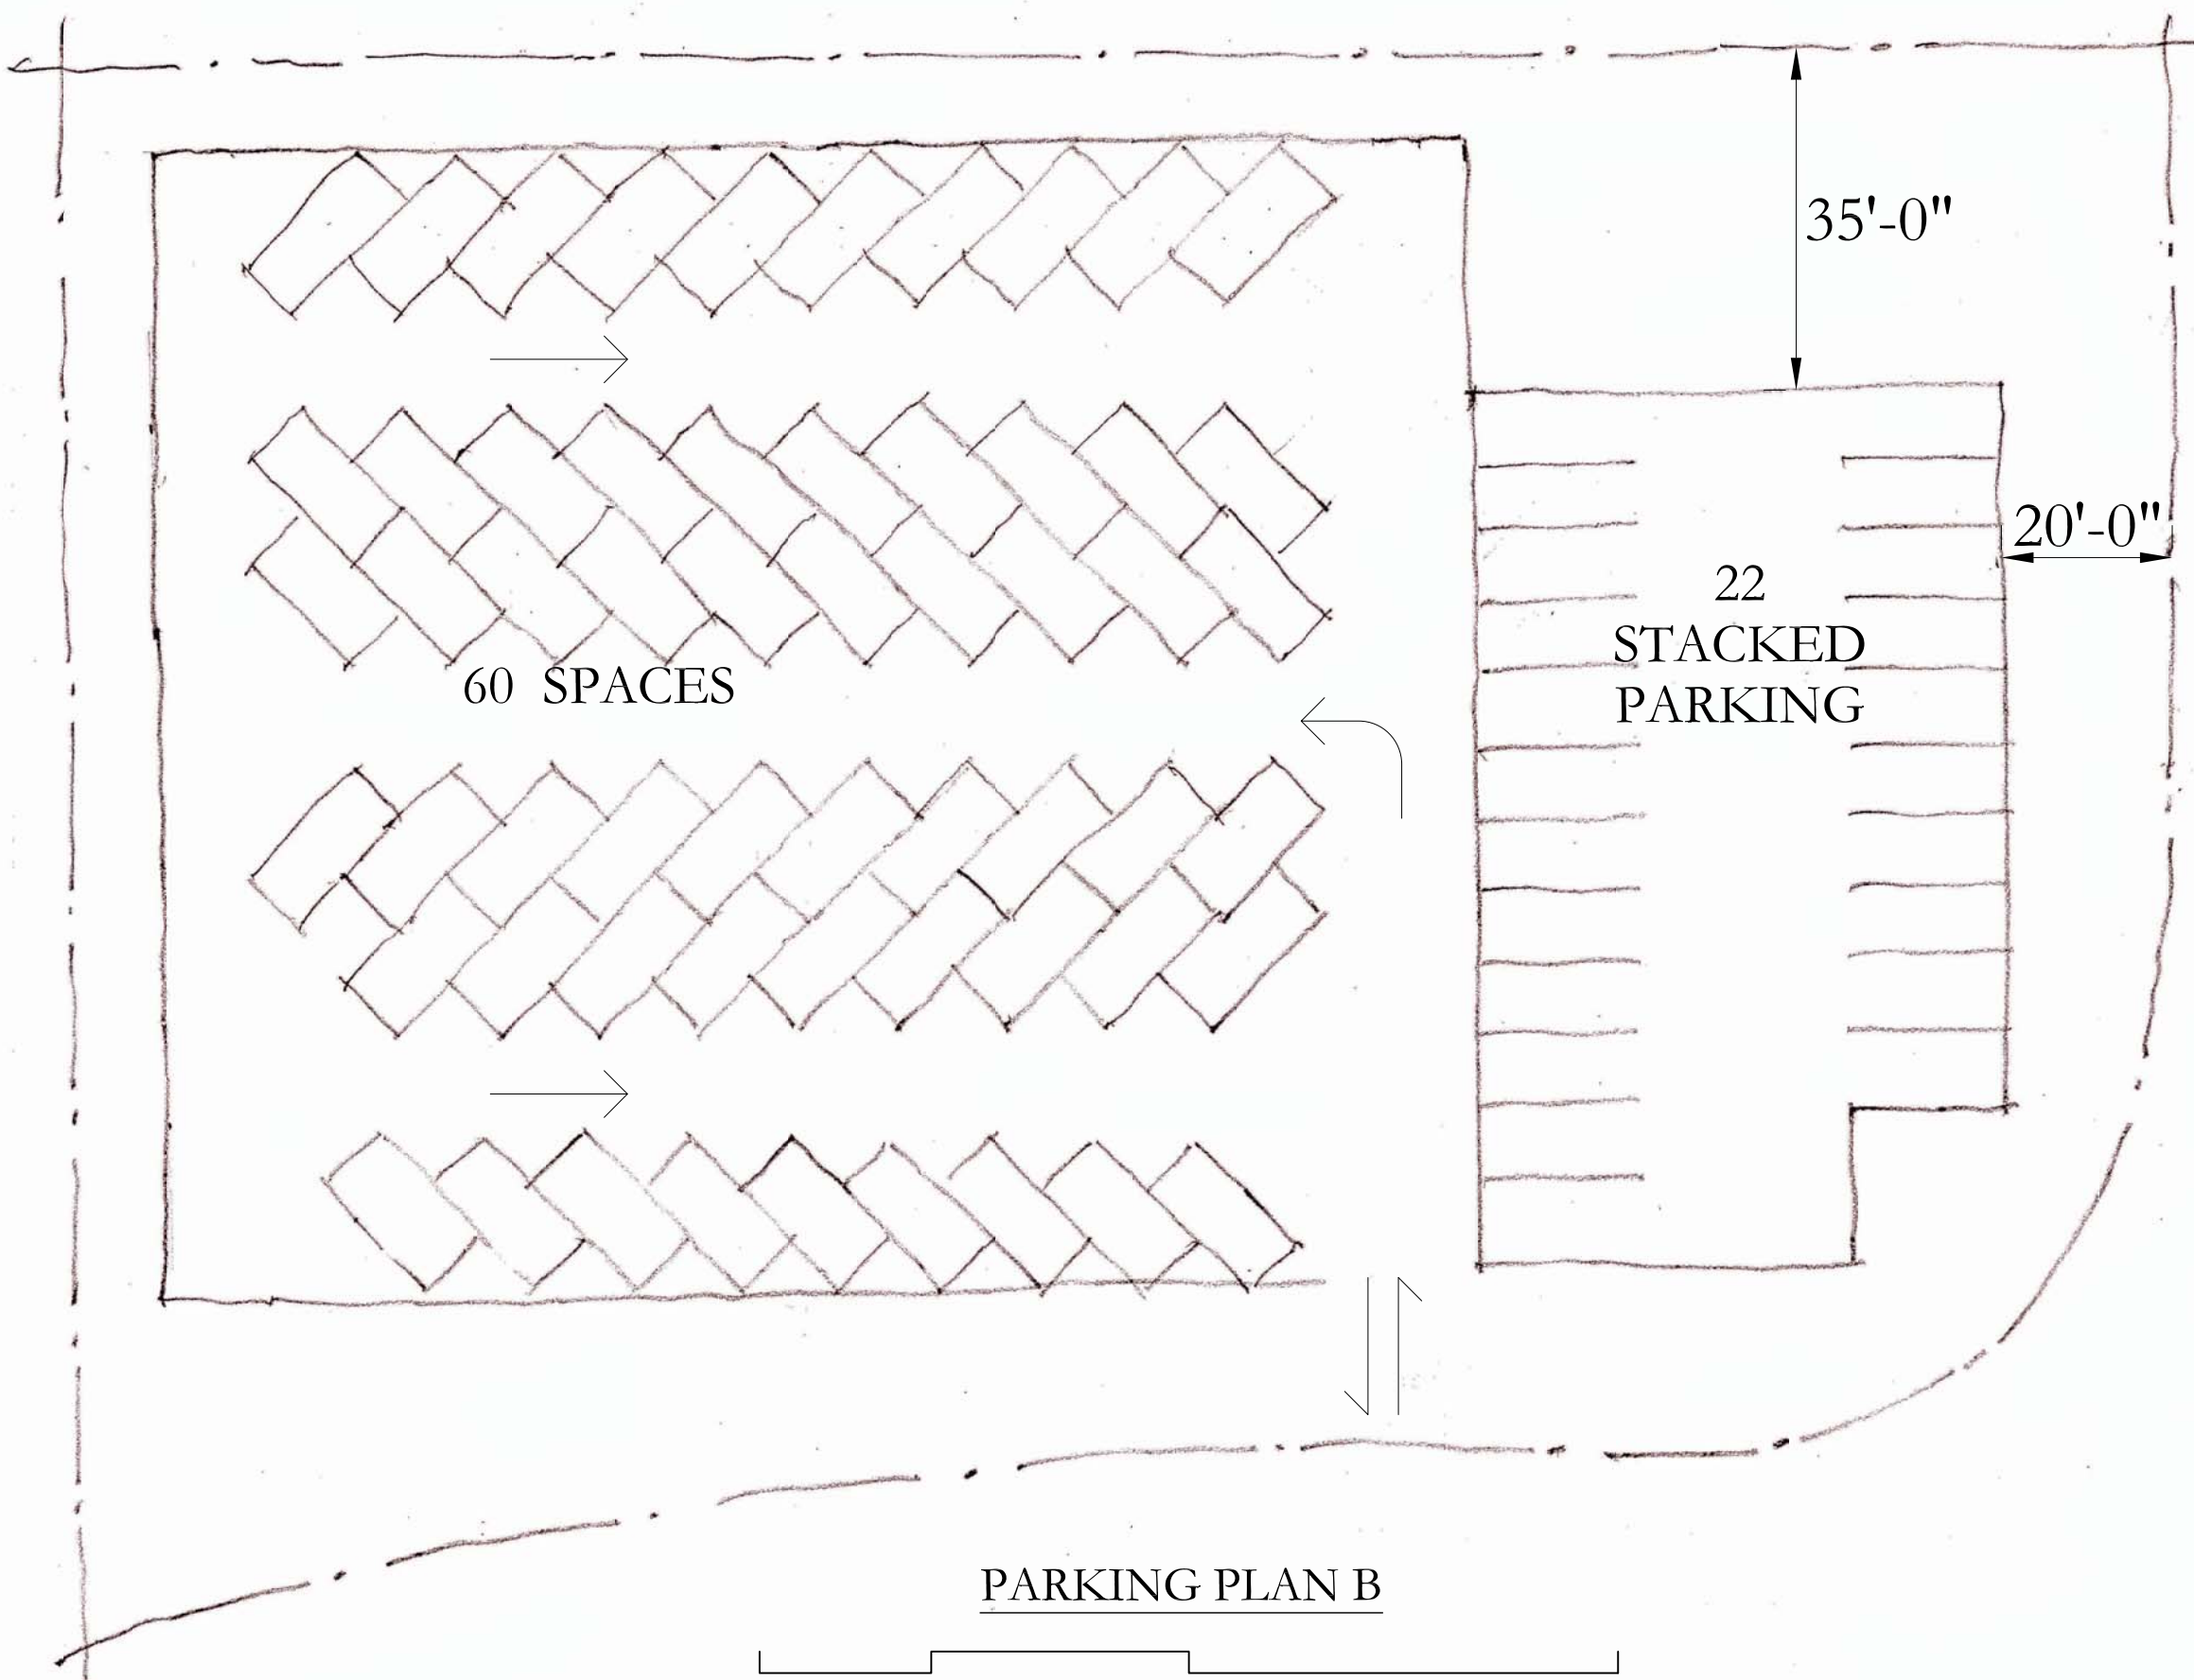 35'-0"
20'-0"
22
STACKED
PARKING
60 SPACES
PARKING PLAN B